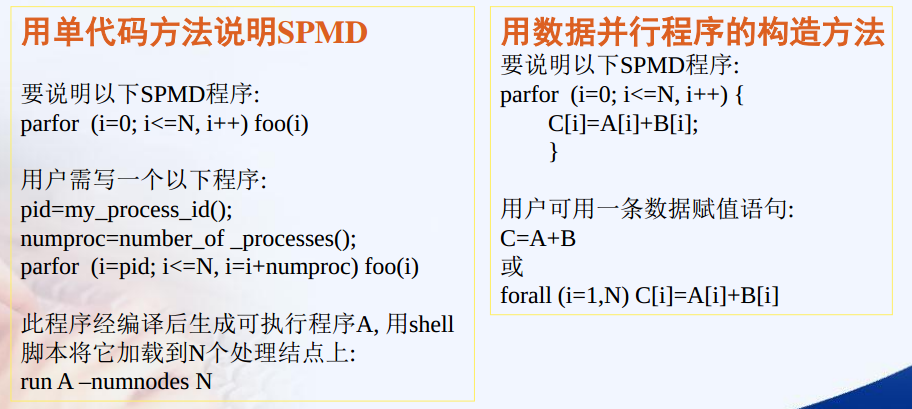 用单代码方法说明SPMD
要说明以下SPMD程序:
parfor (i=0; i<=N, i++) foo(i)
用户需写一个以下程序:
pid=my_process_id();
numproc=number_of _processes();
parfor (i=pid; i<=N, i=i+numproc) foo(i)
此程序经编译后生成可执行程序A, 用shell
脚本将它加载到N个处理结点上:
run A –numnodes N
用数据并行程序的构造方法
要说明以下SPMD程序:
parfor (i=0; i<=N, i++) {
C[i]=A[i]+B[i];
}
用户可用一条数据赋值语句:
C=A+B
或
forall (i=1,N) C[i]=A[i]+B[i]